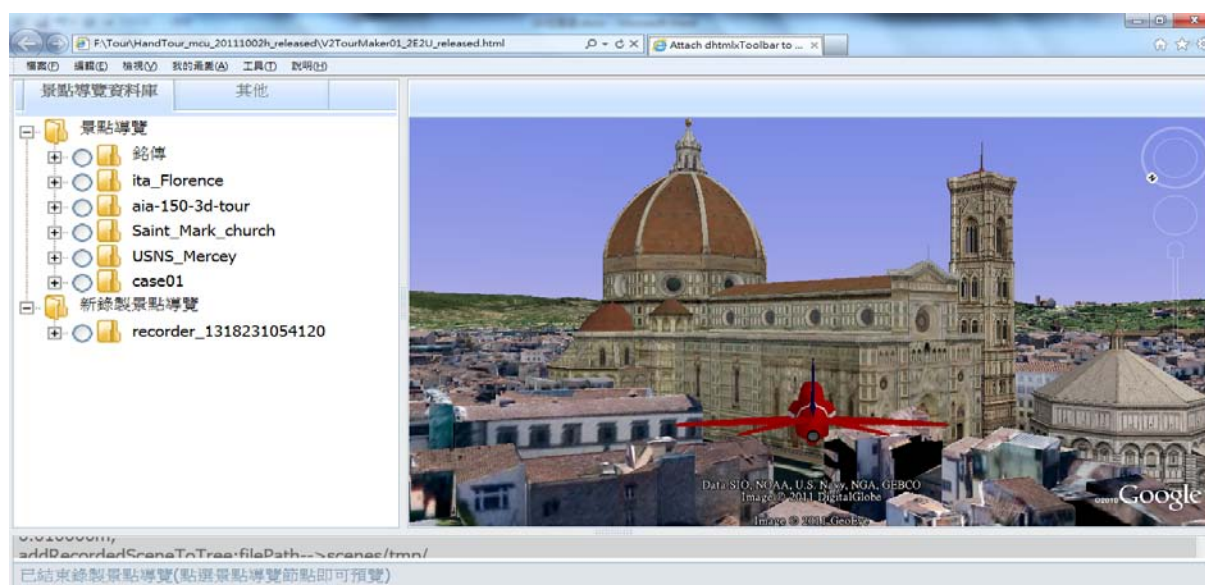 F:\Tour\HandTour_mcu_20111002h_released\V2TourMaker01_2E2U_released.html
Attach dhtmlxToolbar to ...
檔案(F) 編輯(E) 檢視(V) 我的最愛(A) 工具(T) 說明(H)
景點導覽資料庫 其他
景點導覽
銘傳
ita_Florence
aia-150-3d-tour
Saint_Mark_church
USNS_Mercey
case01
新錄製景點導覽
recorder_1318231054120
Data SIO, NOAA, U.S. Navy, NGA, GEBCO
Image © 2011 DigitalGlobe
Image © 2011 GeoEye
©2010 Google
addRecordedSceneToTree:filePath-->scenes/tmp/
已結束錄製景點導覽(點選景點導覽節點即可預覽)